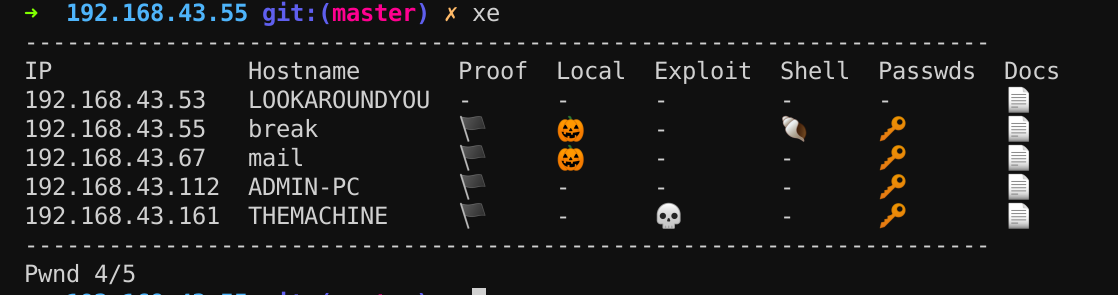 ➜ 192.168.43.55 git:(master) ✗ xe
---------------------------------------------------------------------
IP Hostname Proof Local Exploit Shell Passwds Docs
192.168.43.53 LOOKAROUNDYOU - - - - - 📄
192.168.43.55 break 🏴 🎃 - 🐚 🔑 📄
192.168.43.67 mail 🏴 🎃 - - 🔑 📄
192.168.43.112 ADMIN-PC 🏴 - - - 🔑 📄
192.168.43.161 THEMACHINE 🏴 - 💀 - 🔑 📄
---------------------------------------------------------------------
Pwnd 4/5